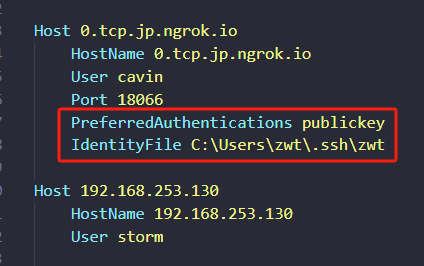 Host 0.tcp.jp.ngrok.io
HostName 0.tcp.jp.ngrok.io
User cavin
Port 18066
PreferredAuthentications publickey
IdentityFile C:\Users\zwt\.ssh\zwt
Host 192.168.253.130
HostName 192.168.253.130
User storm